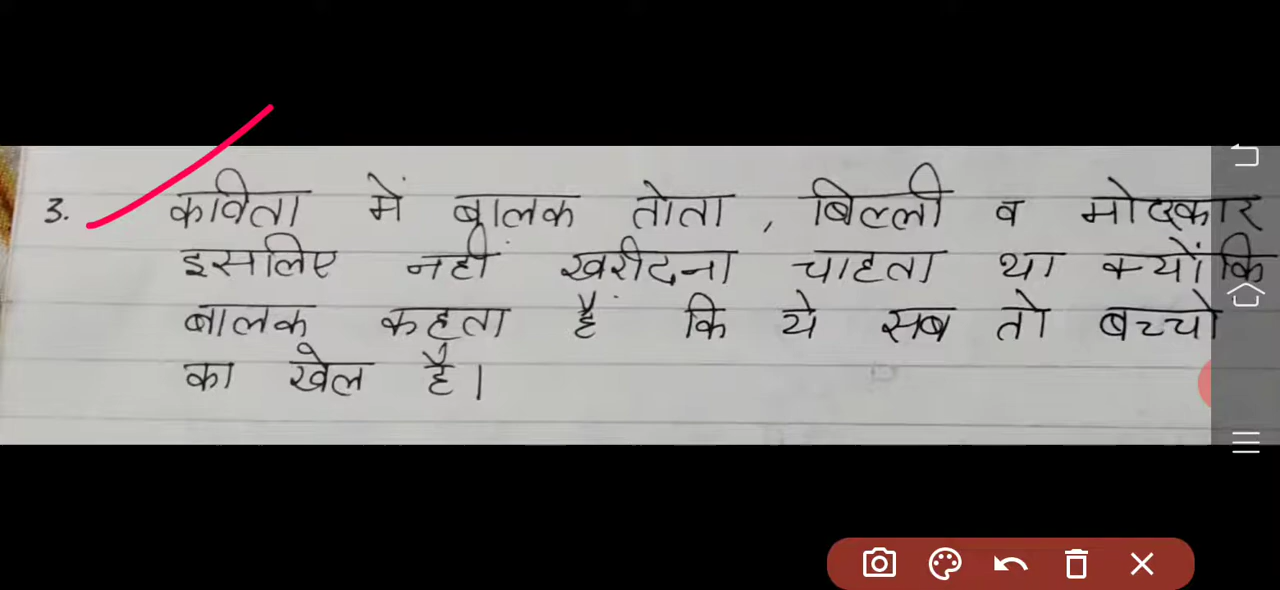 3. कविता में बालक तोता, बिल्ली व मोटरकार
इसलिए नहीं खरीदना चाहता था क्योंकि
बालक कहता है कि ये सब तो बच्चो
का खेल है।